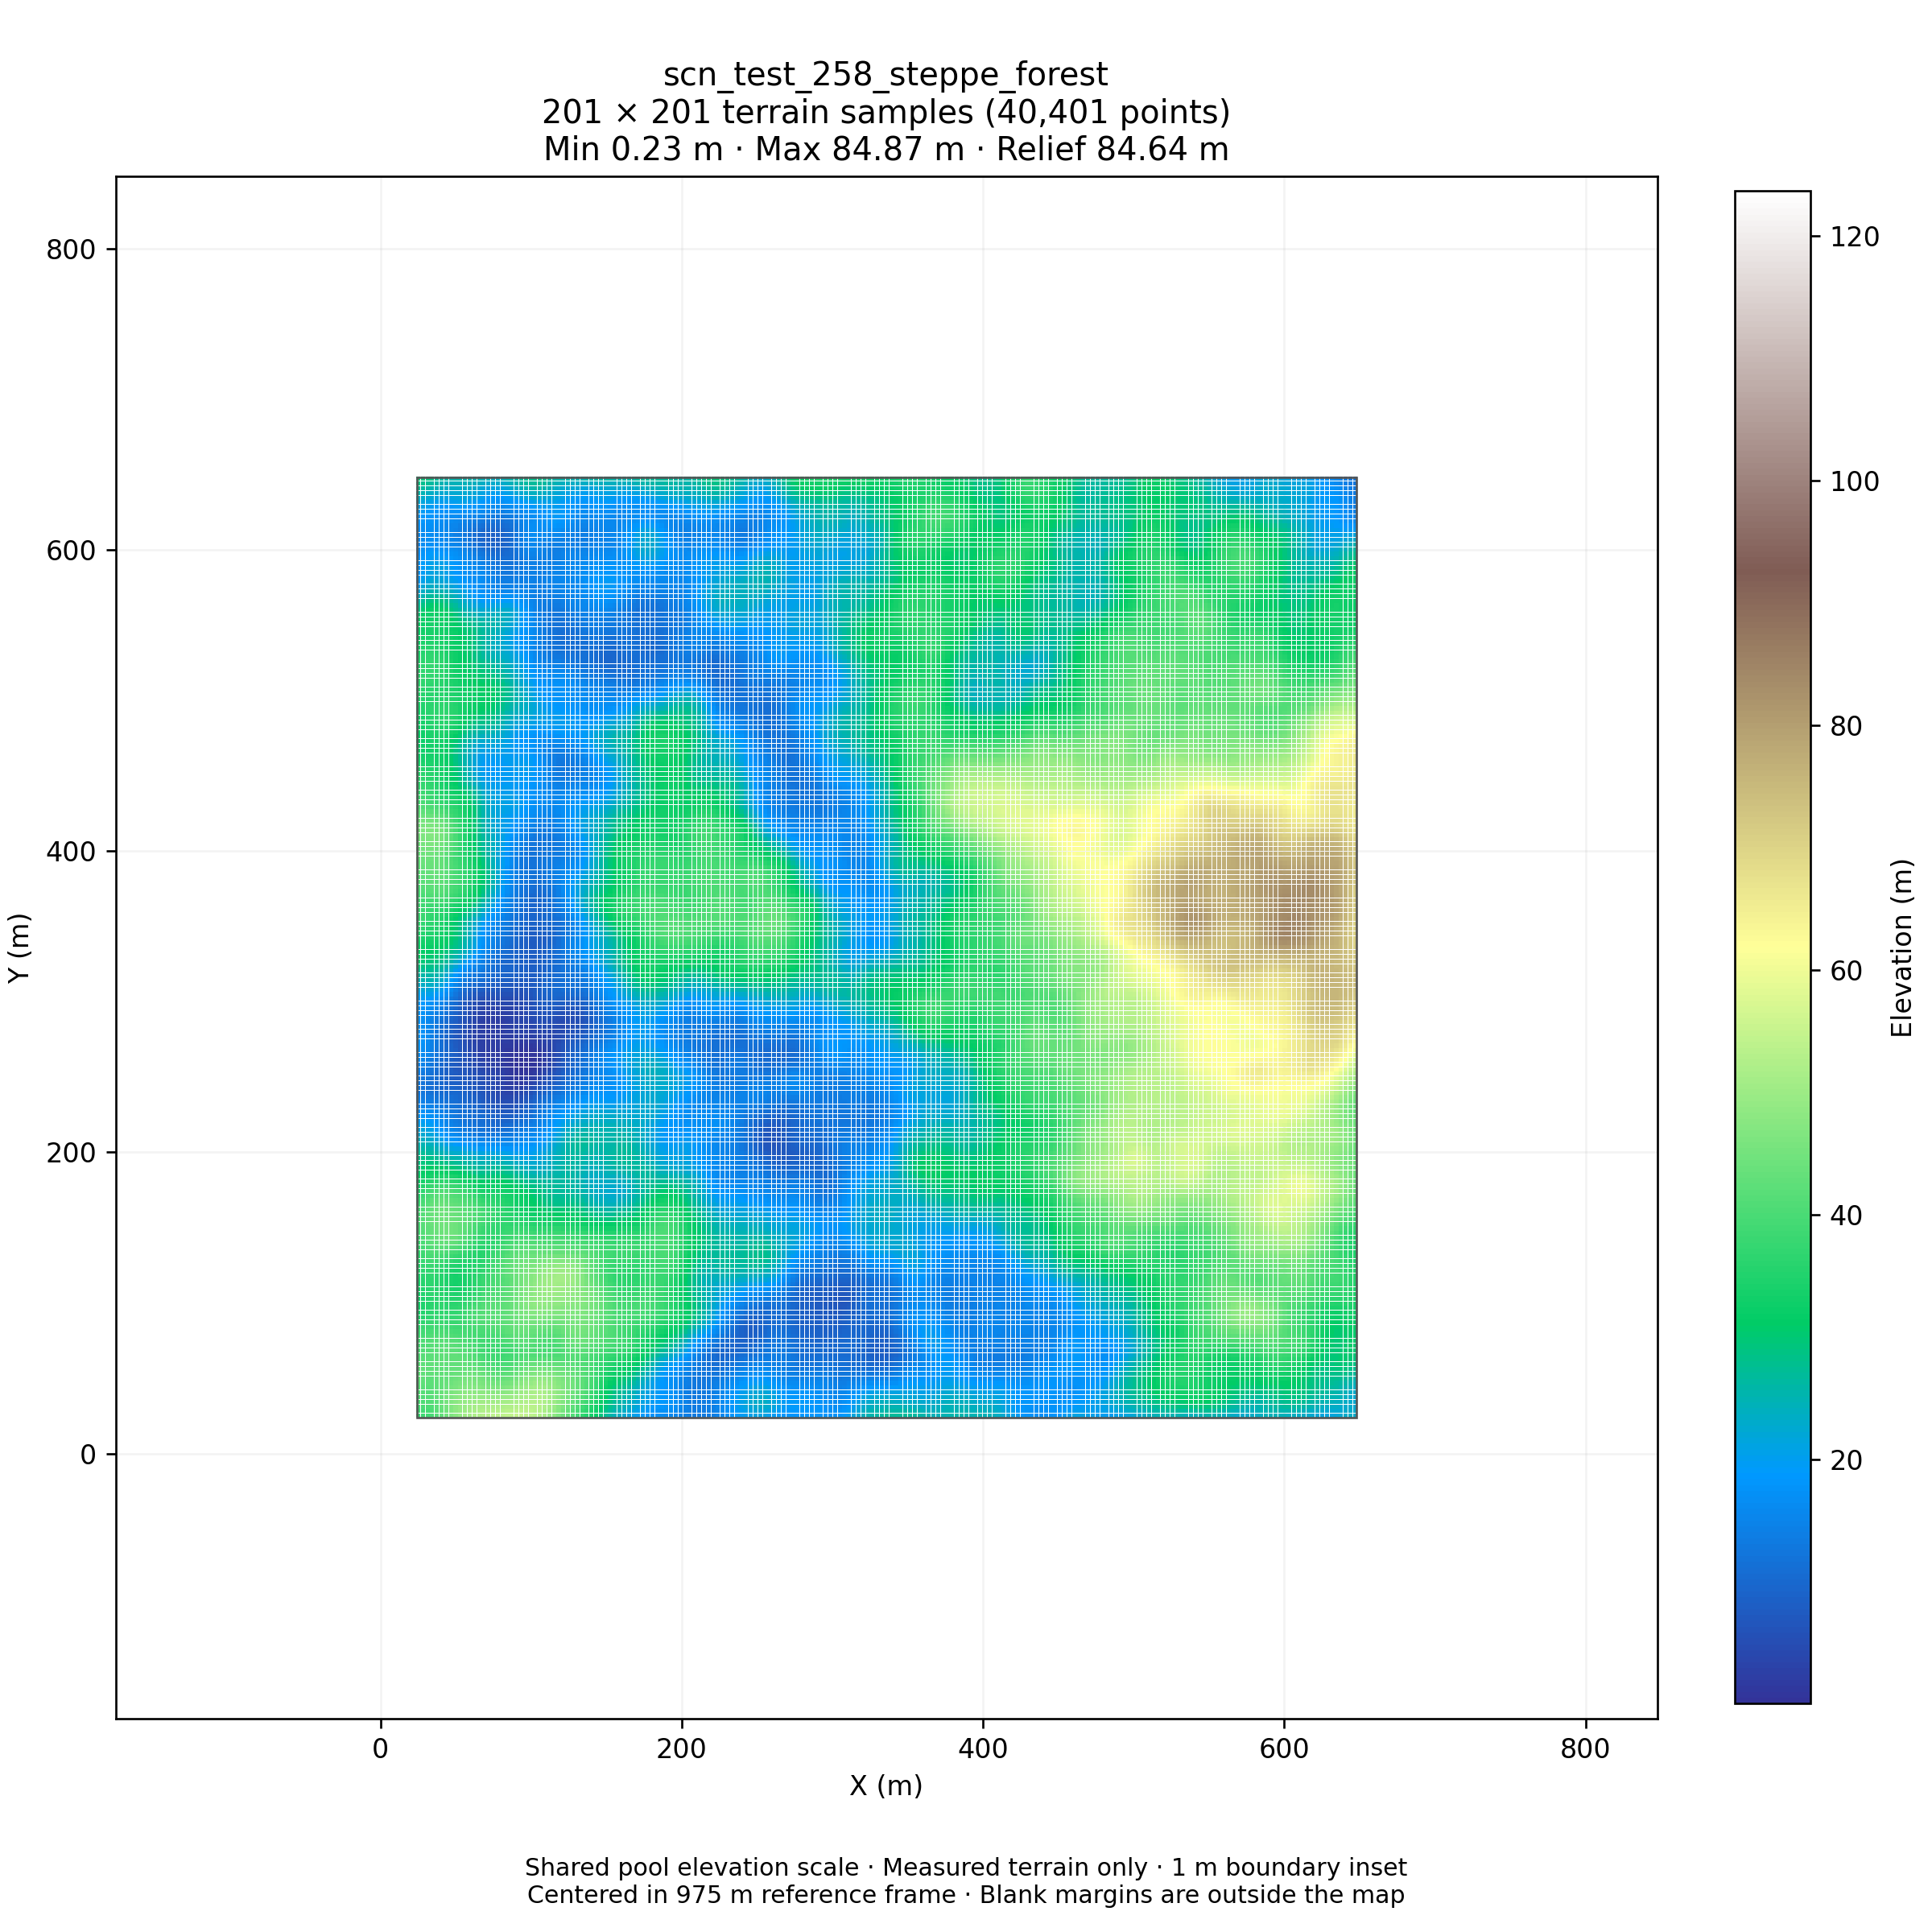 scn_test_258_steppe_forest
201 × 201 terrain samples (40,401 points)
Min 0.23 m · Max 84.87 m · Relief 84.64 m
800
600
400
200
0
Y (m)
0
200
400
600
800
X (m)
120
100
80
60
40
20
Elevation (m)
Shared pool elevation scale · Measured terrain only · 1 m boundary inset
Centered in 975 m reference frame · Blank margins are outside the map